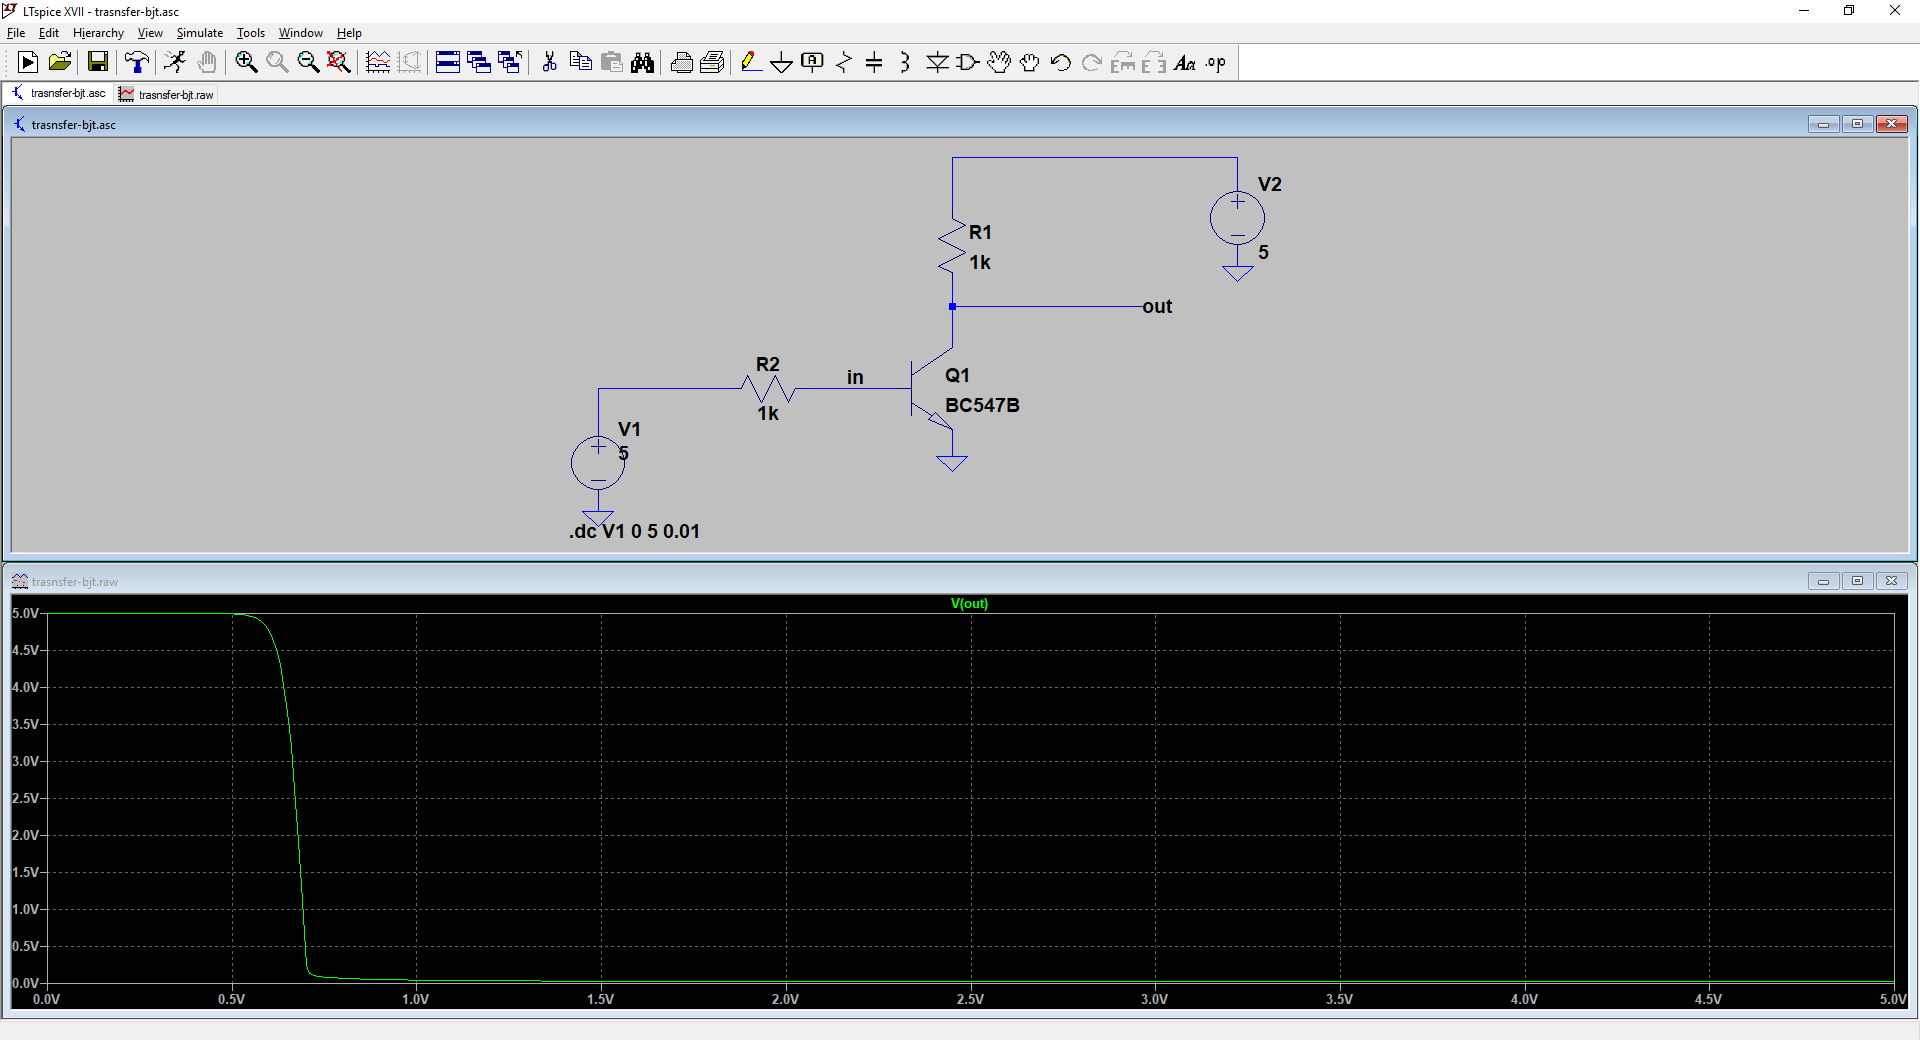 LTspice XVII - trasnsfer-bjt.asc
File Edit Hjerarchy View Simulate Tools Window Help
.op
trasnsfer-bjt.asc trasnsfer-bjt.raw
trasnsfer-bjt.asc
V2
5
R1
1k
out
R2
1k
in
Q1
BC547B
V1
5
.dc V1 0 5 0.01
trasnsfer-bjt.raw
V(out)
5.0V
4.5V
4.0V
3.5V
3.0V
2.5V
2.0V
1.5V
1.0V
0.5V
0.0V
0.0V 0.5V 1.0V 1.5V 2.0V 2.5V 3.0V 3.5V 4.0V 4.5V 5.0V